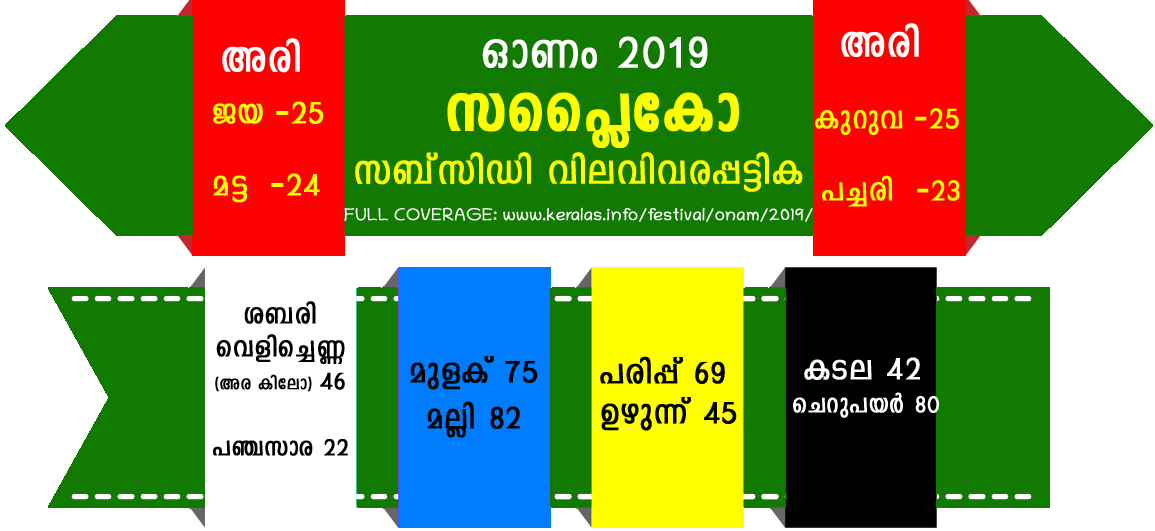 അരി
ജയ -25
മട്ട -24
ഓണം 2019
സപ്ലൈകോ
സബ്സിഡി വിലവിവരപ്പട്ടിക
FULL COVERAGE: www.keralas.info/festival/onam/2019/
അരി
കുറുവ -25
പച്ചരി -23
ശബരി
വെളിച്ചെണ്ണ
(അര കിലോ) 46
പഞ്ചസാര 22
മുളക് 75
മല്ലി 82
പരിപ്പ് 69
ഉഴുന്ന് 45
കടല 42
ചെറുപയർ 80